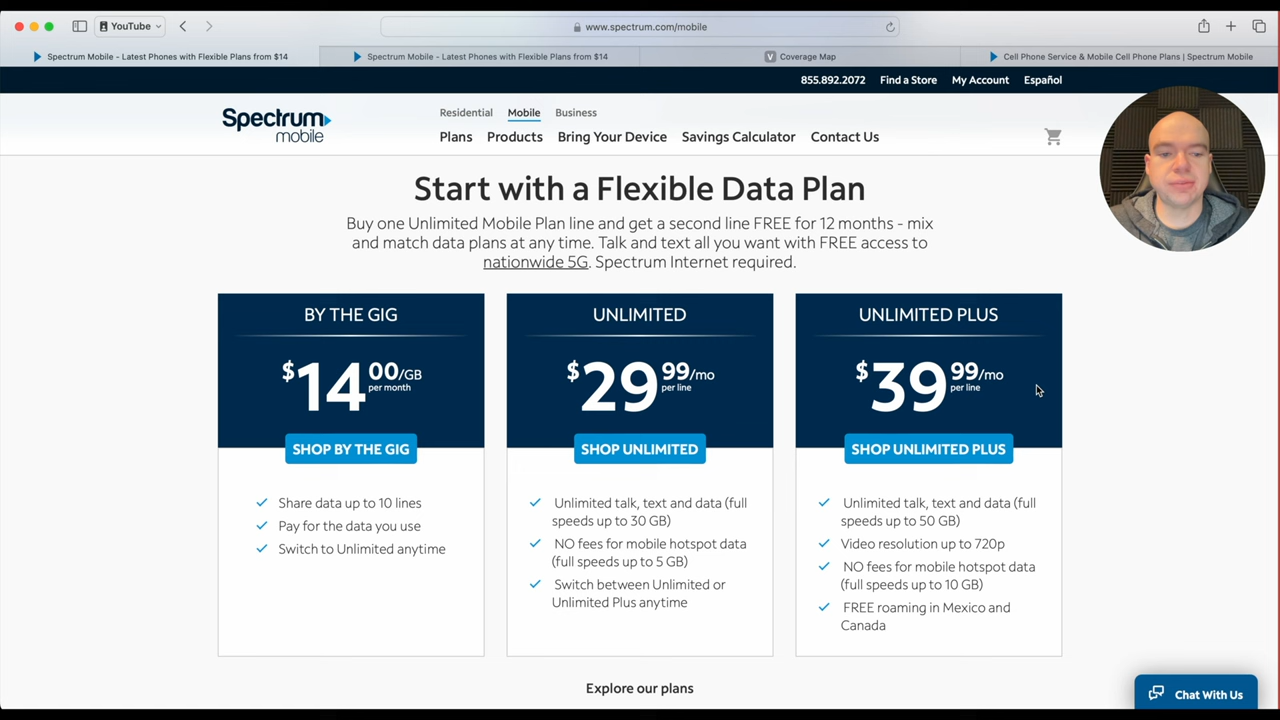 YouTube
www.spectrum.com/mobile
Spectrum Mobile - Latest Phones with Flexible Plans from $14
Spectrum Mobile - Latest Phones with Flexible Plans from $14
V Coverage Map
Cell Phone Service & Mobile Cell Phone Plans | Spectrum Mobile
855.892.2072 Find a Store My Account Español
Spectrum
mobile
Residential Mobile Business
Plans Products Bring Your Device Savings Calculator Contact Us
Start with a Flexible Data Plan
Buy one Unlimited Mobile Plan line and get a second line FREE for 12 months - mix
and match data plans at any time. Talk and text all you want with FREE access to
nationwide 5G. Spectrum Internet required.
BY THE GIG
$14 00/GB
per month
SHOP BY THE GIG
Share data up to 10 lines
Pay for the data you use
Switch to Unlimited anytime
UNLIMITED
$29 99/mo
per line
SHOP UNLIMITED
Unlimited talk, text and data (full
speeds up to 30 GB)
NO fees for mobile hotspot data
(full speeds up to 5 GB)
Switch between Unlimited or
Unlimited Plus anytime
UNLIMITED PLUS
$39 99/mo
per line
SHOP UNLIMITED PLUS
Unlimited talk, text and data (full
speeds up to 50 GB)
Video resolution up to 720p
NO fees for mobile hotspot data
(full speeds up to 10 GB)
FREE roaming in Mexico and
Canada
Explore our plans
Chat With Us